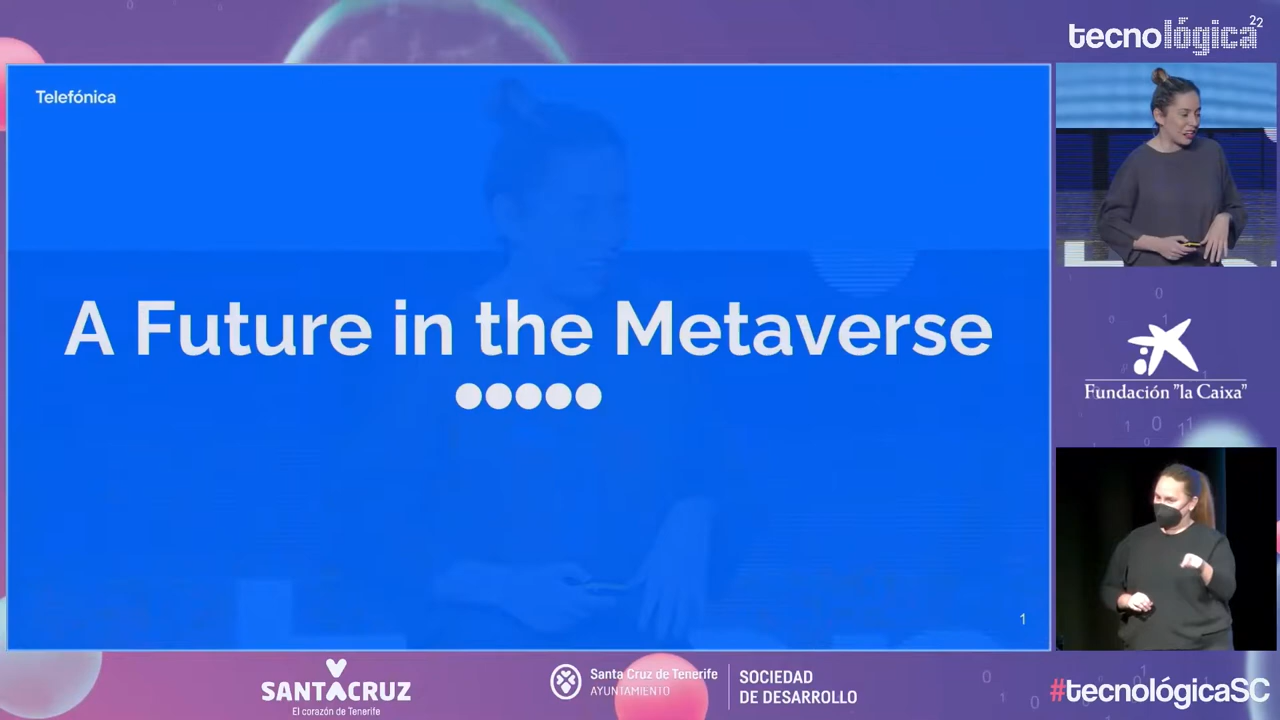 tecnológica22
Telefónica
A Future in the Metaverse
1
Fundación "la Caixa"
SANTACRUZ
El corazón de Tenerife
Santa Cruz de Tenerife
AYUNTAMIENTO
SOCIEDAD
DE DESARROLLO
#tecnológicaSC